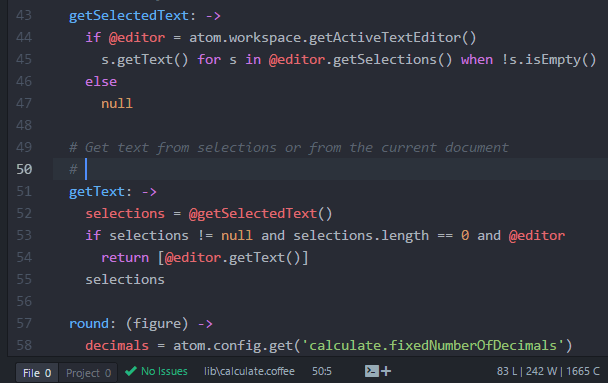 43 getSelectedText: ->
44 if @editor = atom.workspace.getActiveTextEditor()
45 s.getText() for s in @editor.getSelections() when !s.isEmpty()
46 else
47 null
48
49 # Get text from selections or from the current document
50 #
51 getText: ->
52 selections = @getSelectedText()
53 if selections != null and selections.length == 0 and @editor
54 return [@editor.getText()]
55 selections
56
57 round: (figure) ->
58 decimals = atom.config.get('calculate.fixedNumberOfDecimals')
File 0 Project 0 No Issues lib\calculate.coffee 50:5 83 L | 242 W | 1665 C